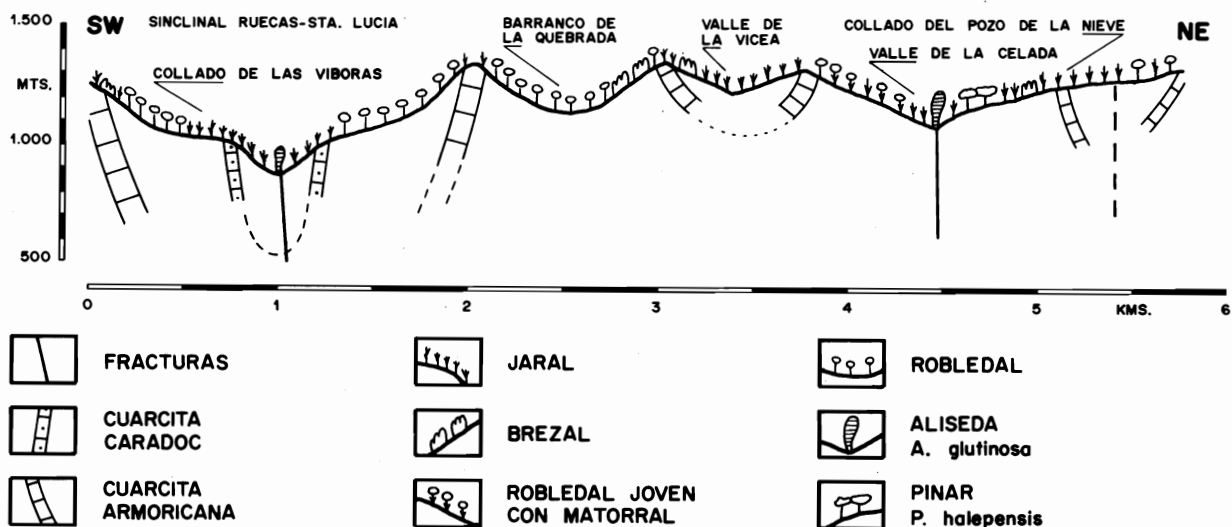 1.500
SW
SINCLINAL RUECAS-STA. LUCIA
BARRANCO DE
LA QUEBRADA
VALLE DE
LA VICEA
COLLADO DEL POZO DE LA NIEVE
NE
VALLE DE LA CELADA
COLLADO DE LAS VIBORAS
MTS.
1.000
500
0 1 2 3 4 5 KMS. 6
FRACTURAS
JARAL
ROBLEDAL
CUARCITA
CARADOC
BREZAL
ALISEDA
A. glutinosa
CUARCITA
ARMORICANA
ROBLEDAL JOVEN
CON MATORRAL
PINAR
P. halepensis